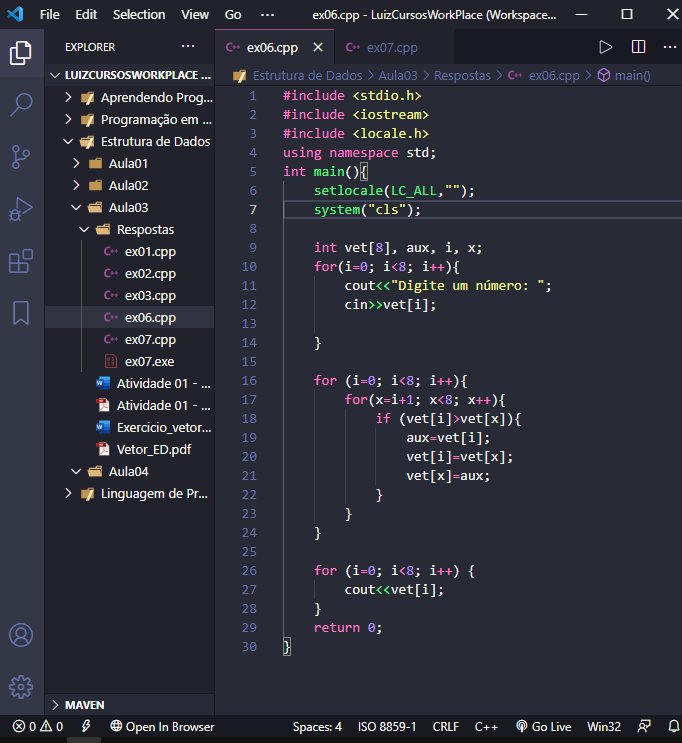 File Edit Selection View Go ··· ex06.cpp - LuizCursosWorkPlace (Workspace...
EXPLORER ···
LUIZCURSOSWORKPLACE ...
Aprendendo Prog...
Programação em ...
Estrutura de Dados
Aula01
Aula02
Aula03
Respostas
C++ ex01.cpp
C++ ex02.cpp
C++ ex03.cpp
C++ ex06.cpp
C++ ex07.cpp
ex07.exe
Atividade 01 - ...
Atividade 01 - ...
Exercicio_vetor...
Vetor_ED.pdf
Aula04
Linguagem de Pr...
MAVEN
C++ ex06.cpp × C++ ex07.cpp ···
Estrutura de Dados > Aula03 > Respostas > C++ ex06.cpp > main()
1 #include <stdio.h>
2 #include <iostream>
3 #include <locale.h>
4 using namespace std;
5 int main(){
6     setlocale(LC_ALL,"");
7     system("cls");
8
9     int vet[8], aux, i, x;
10     for(i=0; i<8; i++){
11         cout<<"Digite um número: ";
12         cin>>vet[i];
13
14     }
15
16     for (i=0; i<8; i++){
17         for(x=i+1; x<8; x++){
18             if (vet[i]>vet[x]){
19                 aux=vet[i];
20                 vet[i]=vet[x];
21                 vet[x]=aux;
22             }
23         }
24     }
25
26     for (i=0; i<8; i++) {
27         cout<<vet[i];
28     }
29     return 0;
30 }
0 0 Open In Browser Spaces: 4 ISO 8859-1 CRLF C++ Go Live Win32